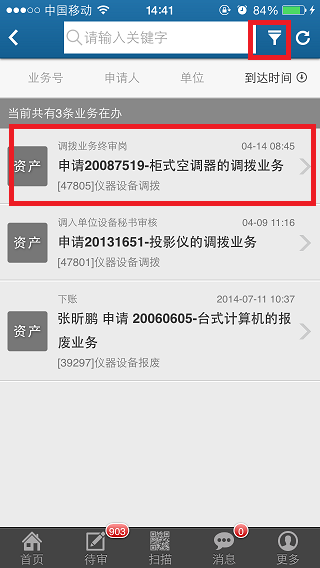 中国移动 14:41 84%
请输入关键字
业务号 申请人 单位 到达时间
当前共有3条业务在办
调拨业务终审岗 04-14 08:45
资产 申请20087519-柜式空调器的调拨业务
[47805]仪器设备调拨
调入单位设备秘书审核 04-09 11:16
资产 申请20131651-投影仪的调拨业务
[47801]仪器设备调拨
下账 2014-07-11 10:37
资产 张昕鹏 申请 20060605-台式计算机的报
废业务
[39297]仪器设备报废
903 0
首页 待审 扫描 消息 更多